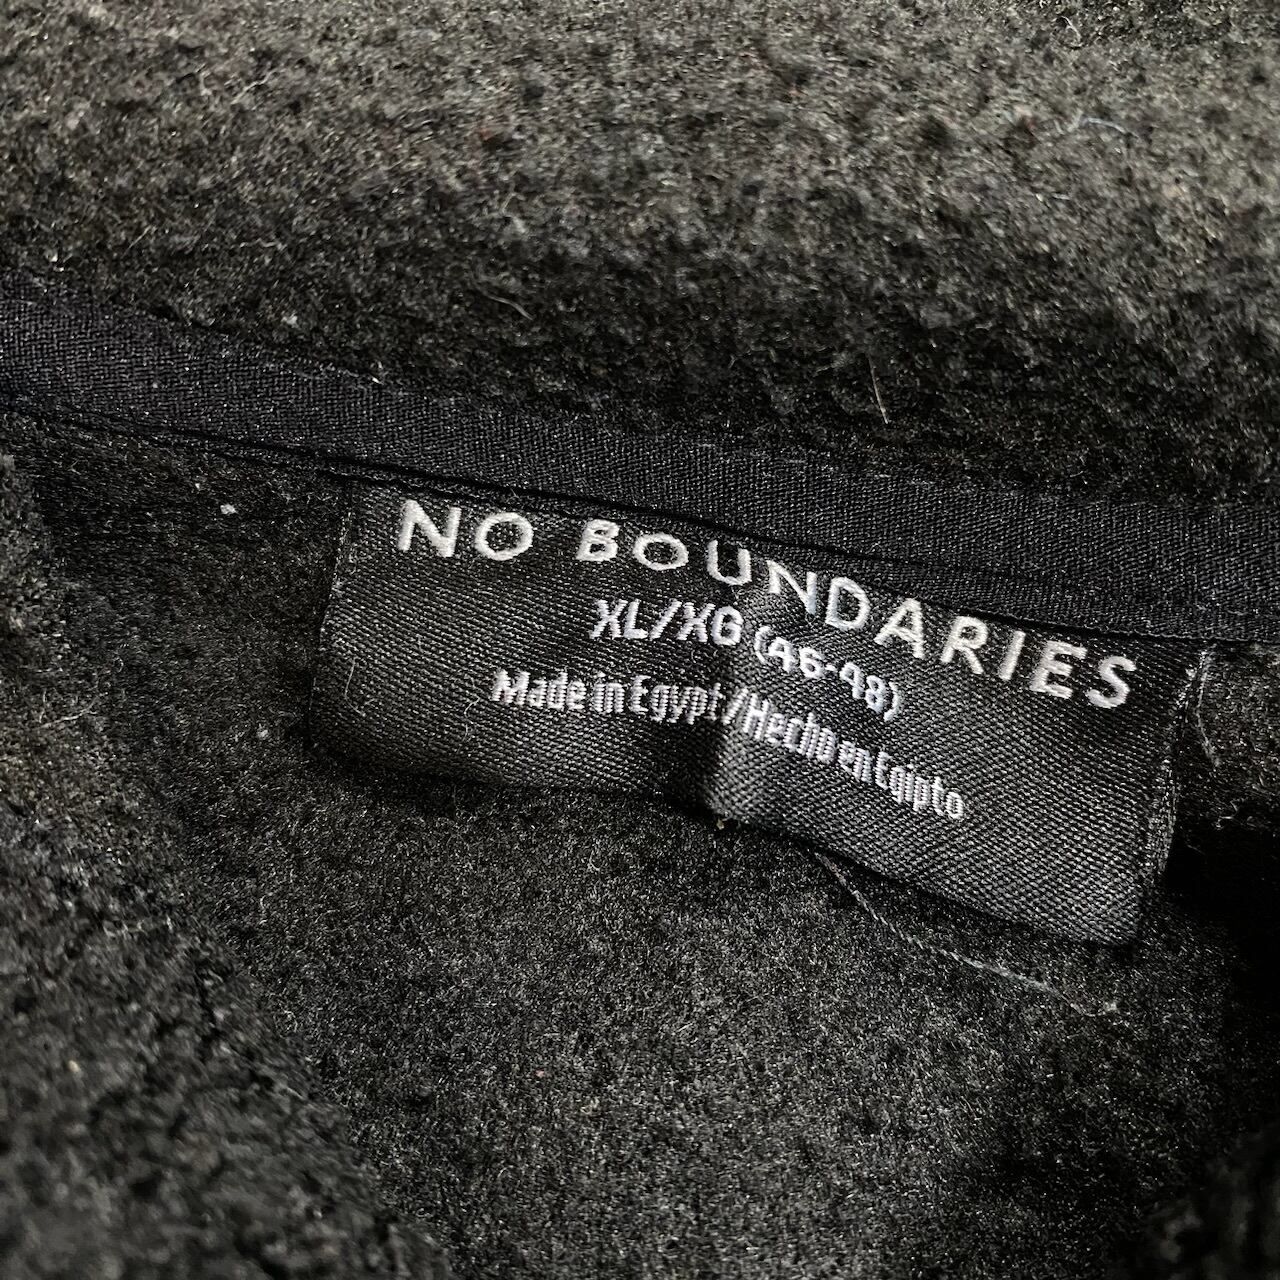 NO BOUNDARIES
XL/XG (46-48)
Made in Egypt/Hecho en Egipto